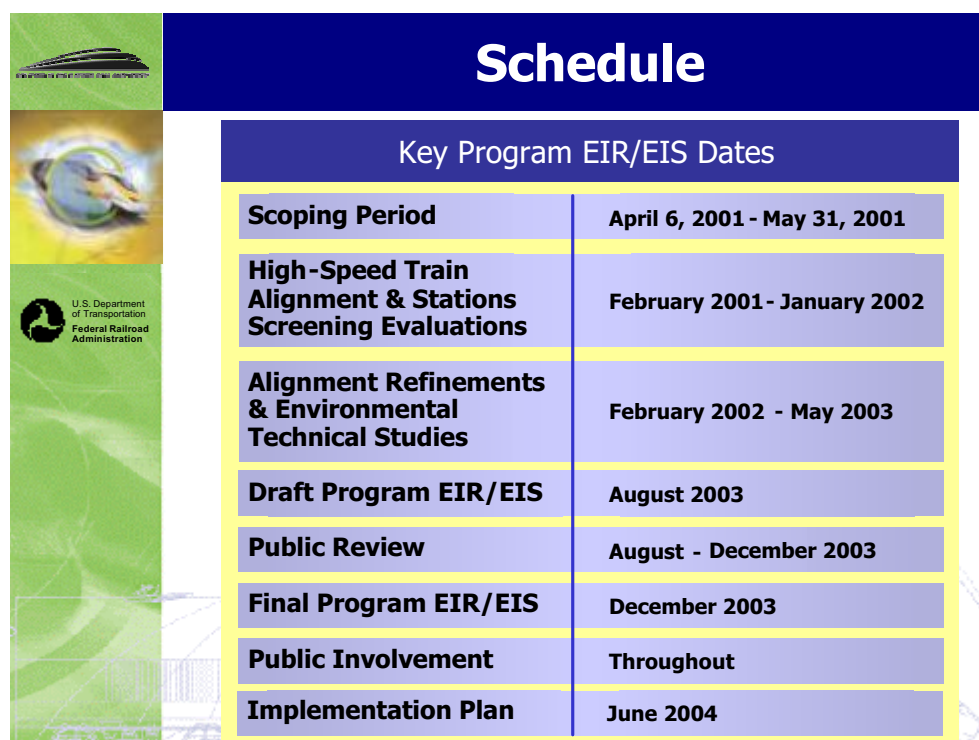 Schedule
U.S. Department
of Transportation
Federal Railroad
Administration
Key Program EIR/EIS Dates
Scoping Period April 6, 2001 - May 31, 2001
High-Speed Train
Alignment & Stations February 2001 - January 2002
Screening Evaluations
Alignment Refinements
& Environmental February 2002 - May 2003
Technical Studies
Draft Program EIR/EIS August 2003
Public Review August - December 2003
Final Program EIR/EIS December 2003
Public Involvement Throughout
Implementation Plan June 2004